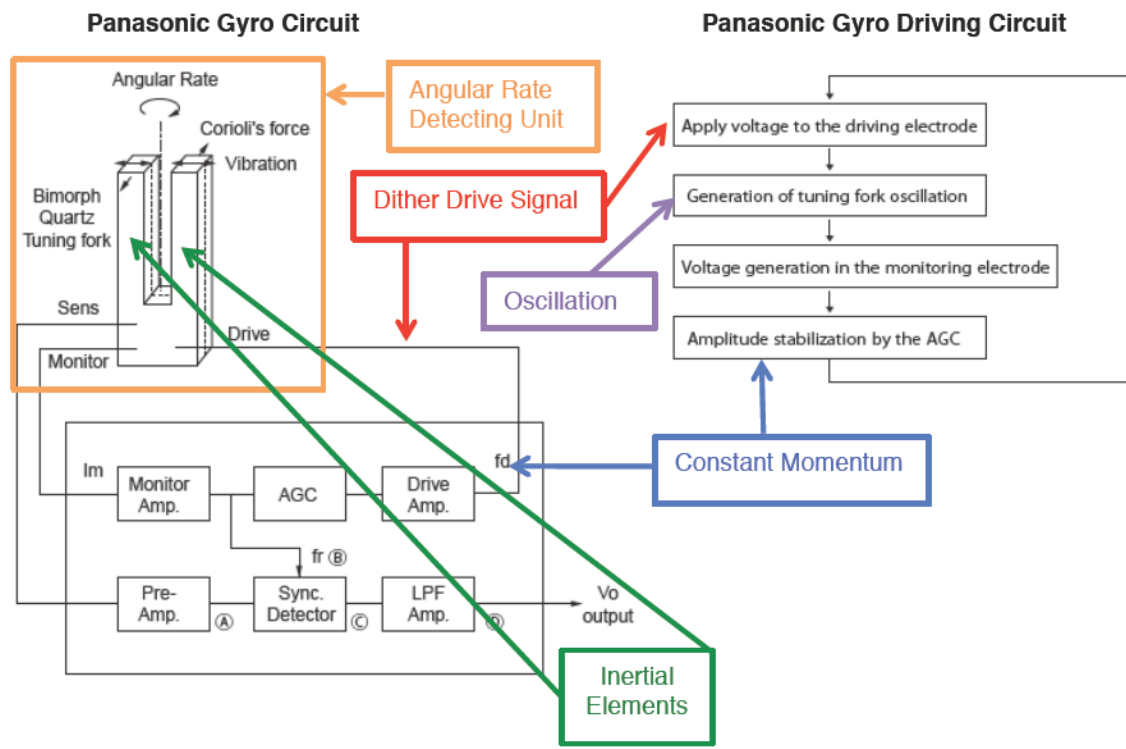 Panasonic Gyro Circuit
Panasonic Gyro Driving Circuit
Angular Rate
Corioli's force
Vibration
Bimorph
Quartz
Tuning fork
Sens
Monitor
Drive
Angular Rate
Detecting Unit
Dither Drive Signal
Oscillation
Apply voltage to the driving electrode
Generation of tuning fork oscillation
Voltage generation in the monitoring electrode
Amplitude stabilization by the AGC
Constant Momentum
Im
Monitor
Amp.
AGC
Drive
Amp.
fd
fr Ⓑ
Pre-
Amp.
Ⓐ
Sync.
Detector
Ⓒ
LPF
Amp.
Ⓓ
Vo
output
Inertial
Elements